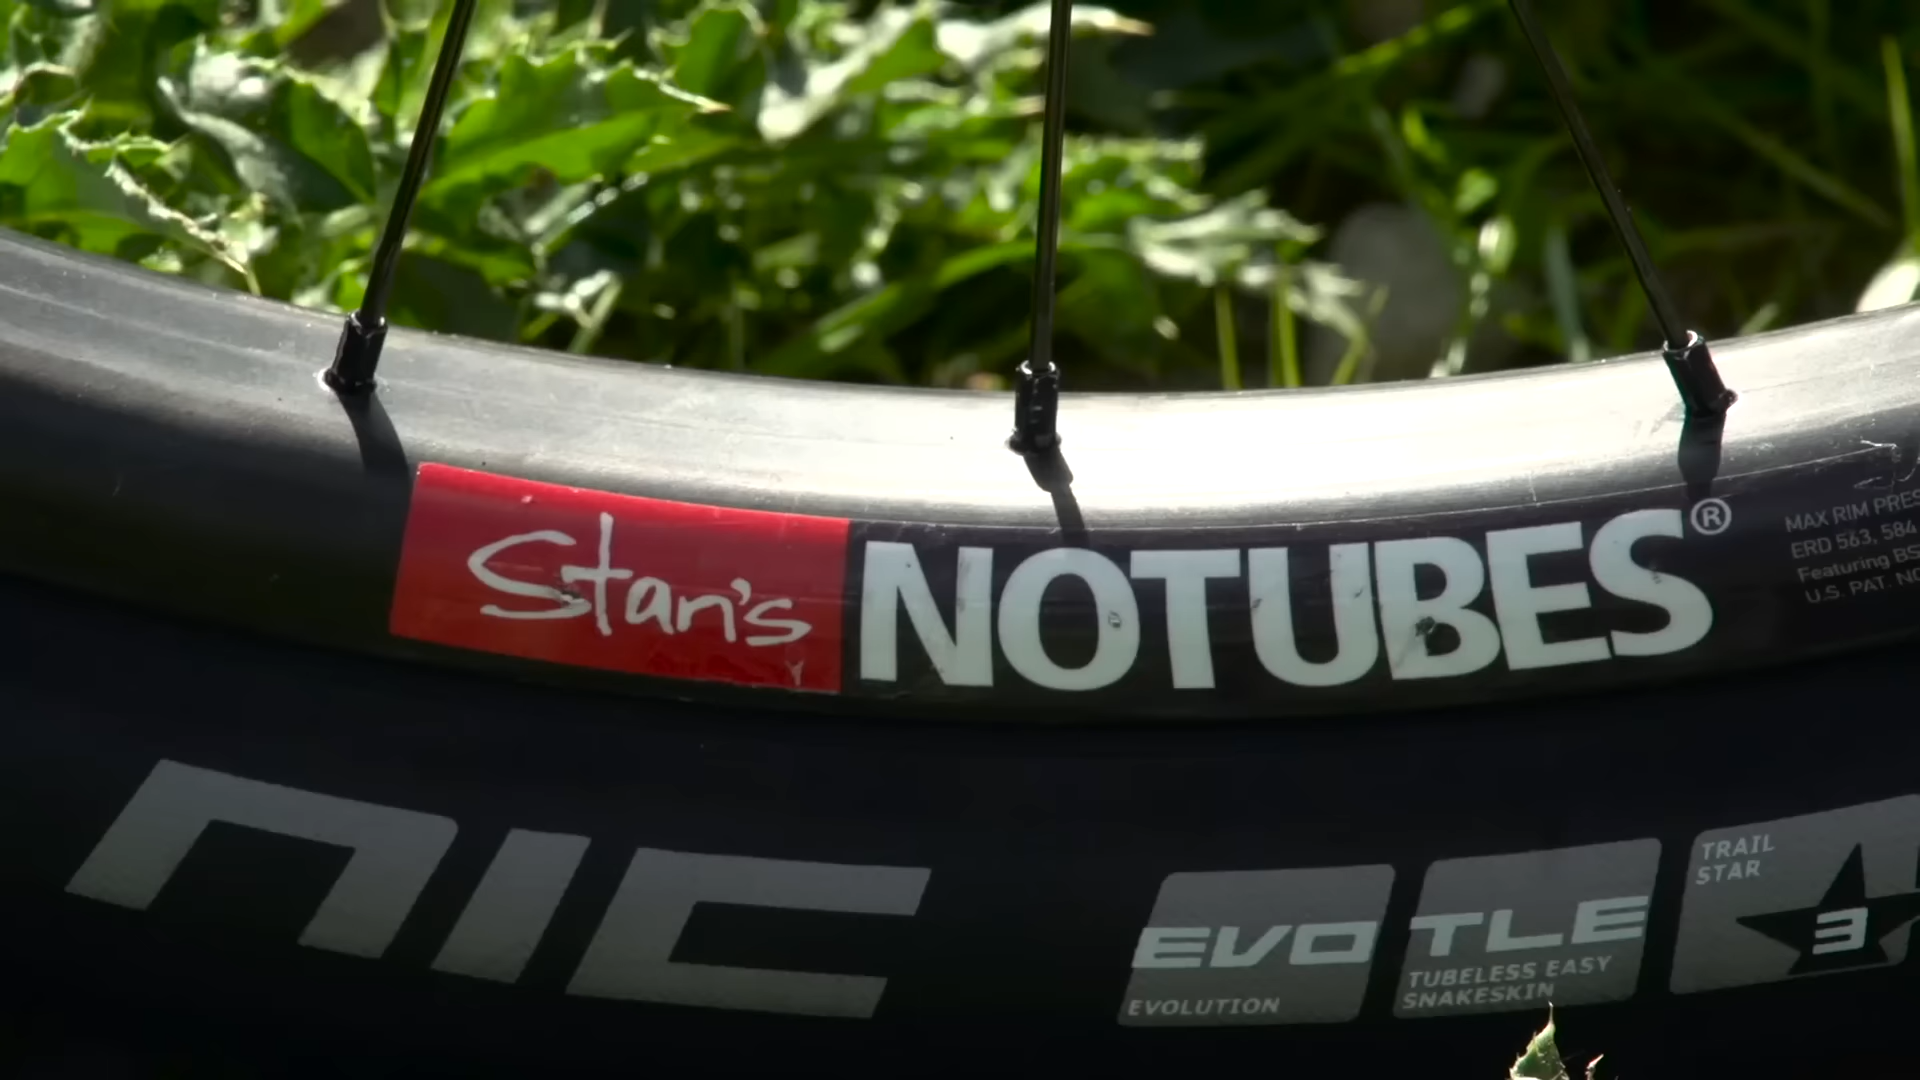 Stan's NOTUBES®
MAX RIM PRES
ERD 563, 584
Featuring BS
U.S. PAT. NO
NIC
EVO
EVOLUTION
TLE
TUBELESS EASY
SNAKESKIN
TRAIL
STAR
3